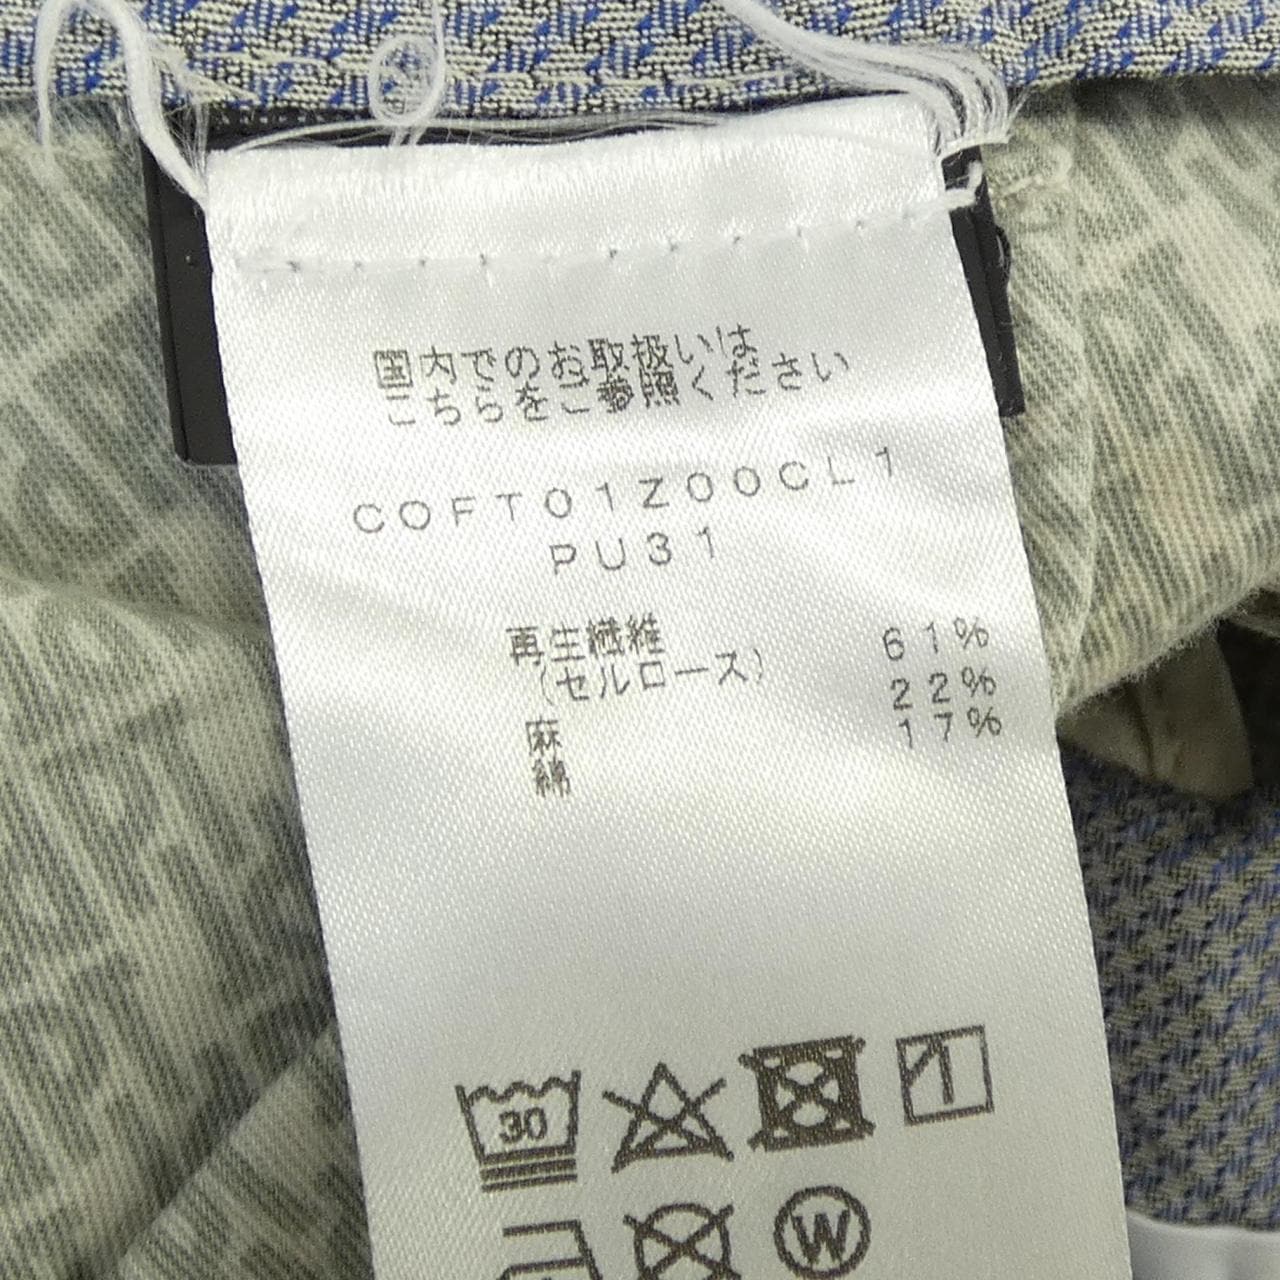 国内でのお取扱いは
こちらをご参照ください
COFT01Z00CL1
PU31
再生繊維 61%
(セルロース) 22%
麻 17%
綿
30
W